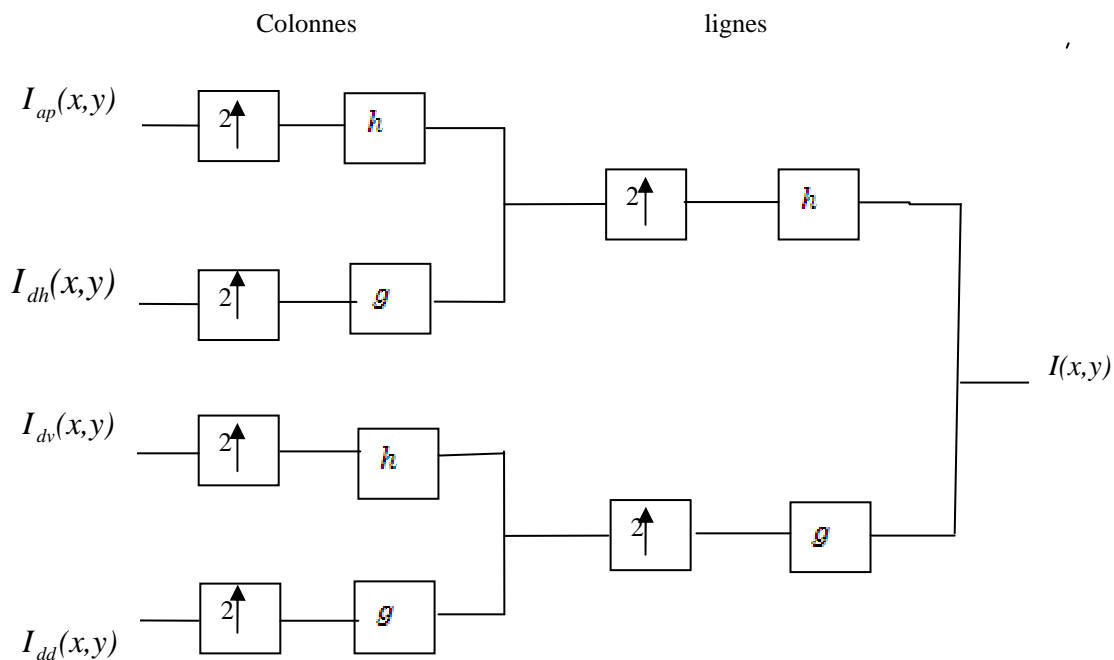 Colonnes lignes
I_ap(x,y)
2 h
2 h
I_dh(x,y)
2 g
I(x,y)
I_dv(x,y)
2 h
2 g
2 g
I_dd(x,y)